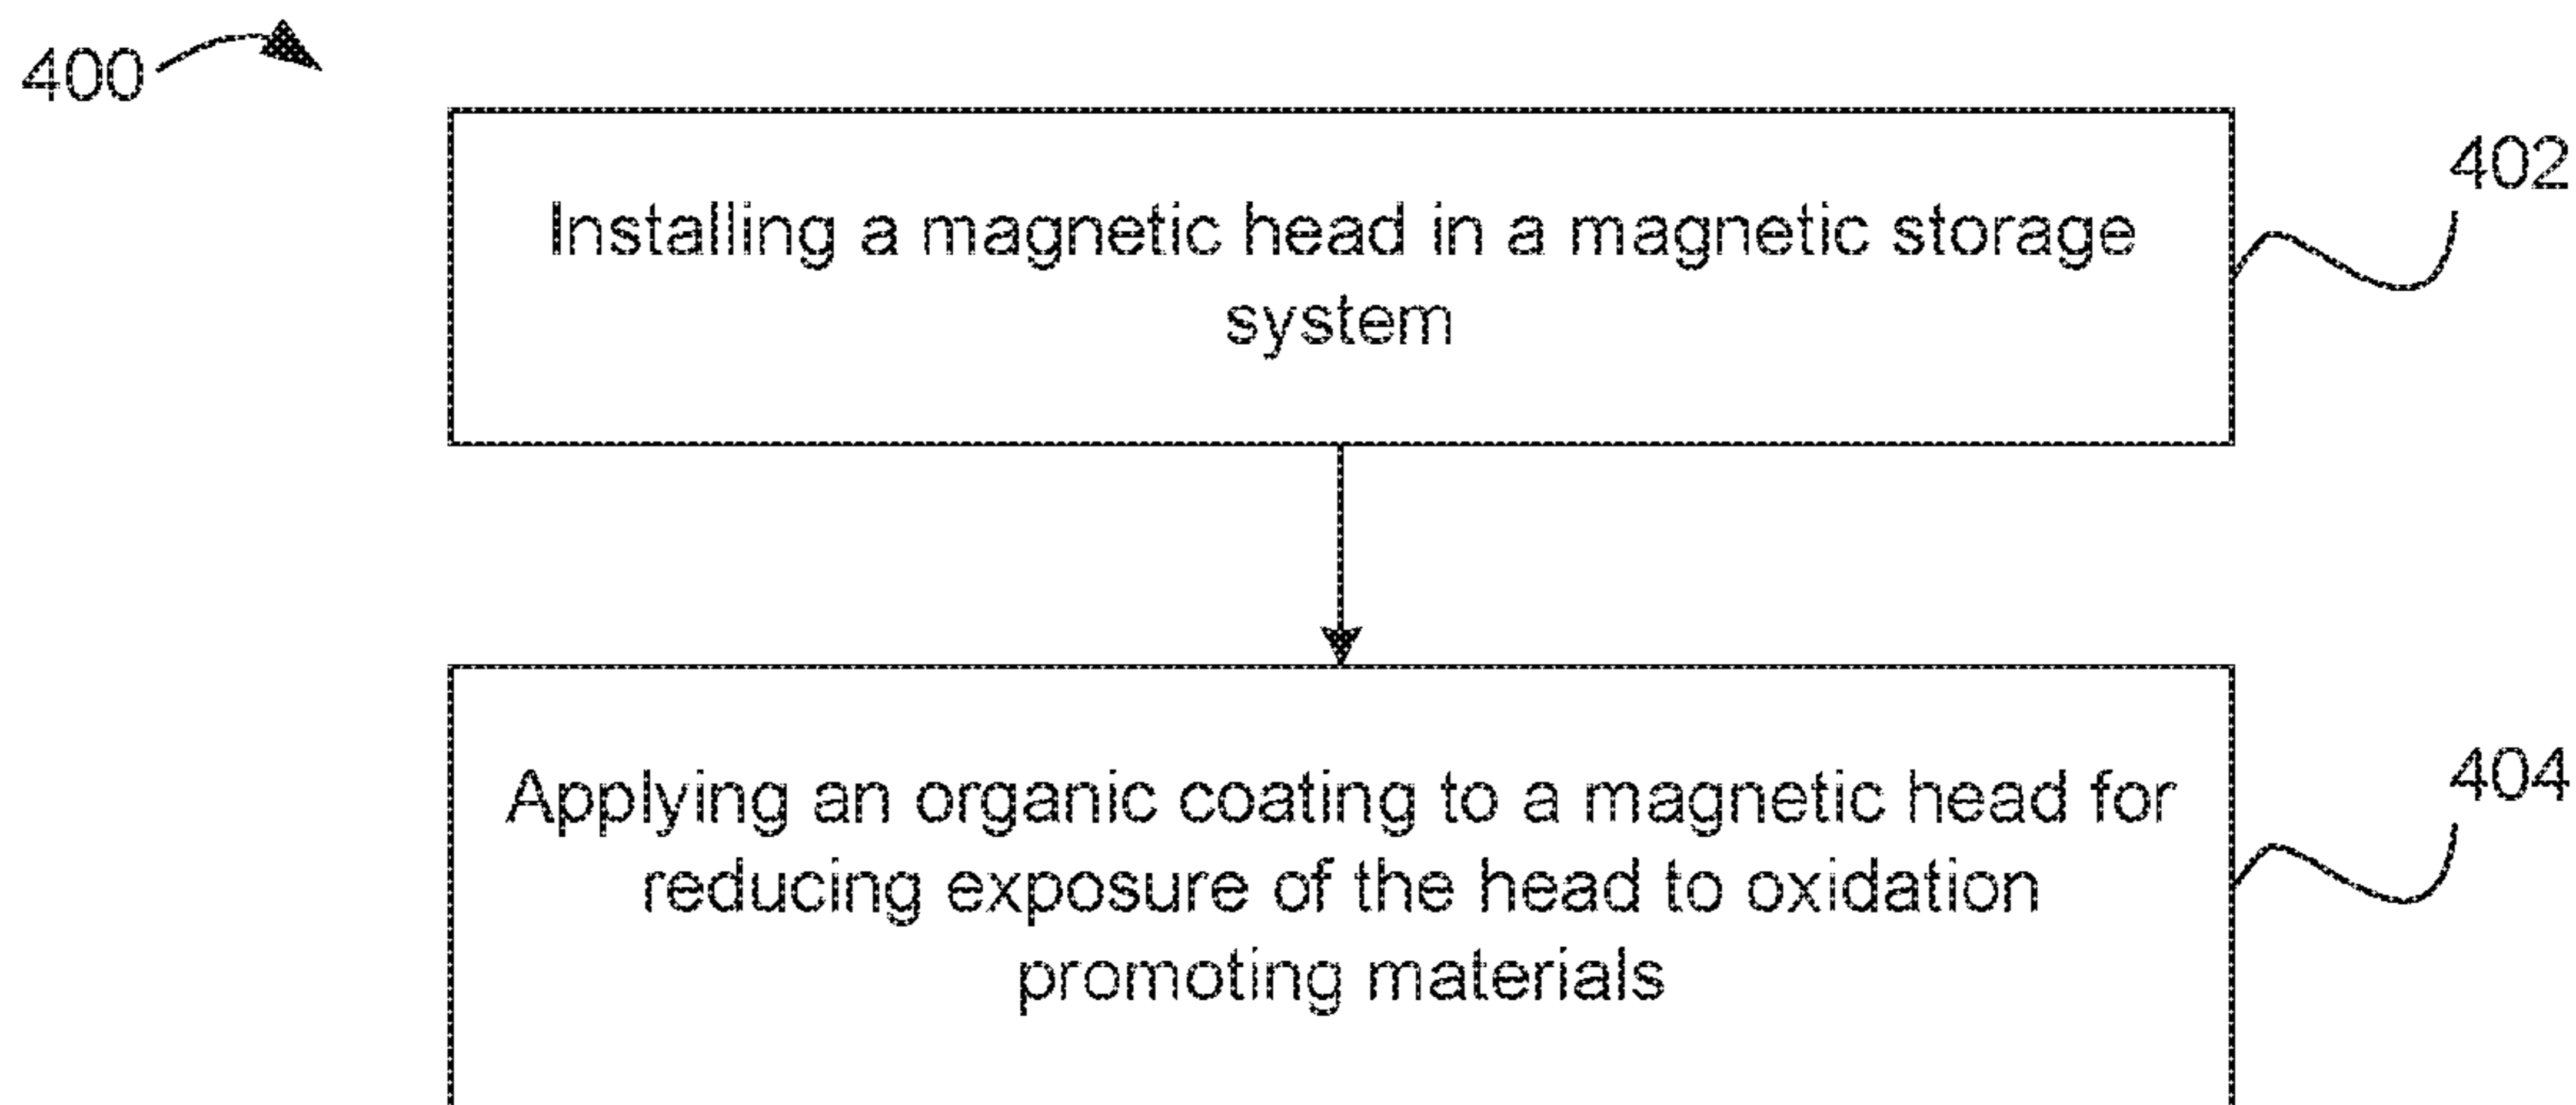 400
Installing a magnetic head in a magnetic storage
system
402
Applying an organic coating to a magnetic head for
reducing exposure of the head to oxidation
promoting materials
404